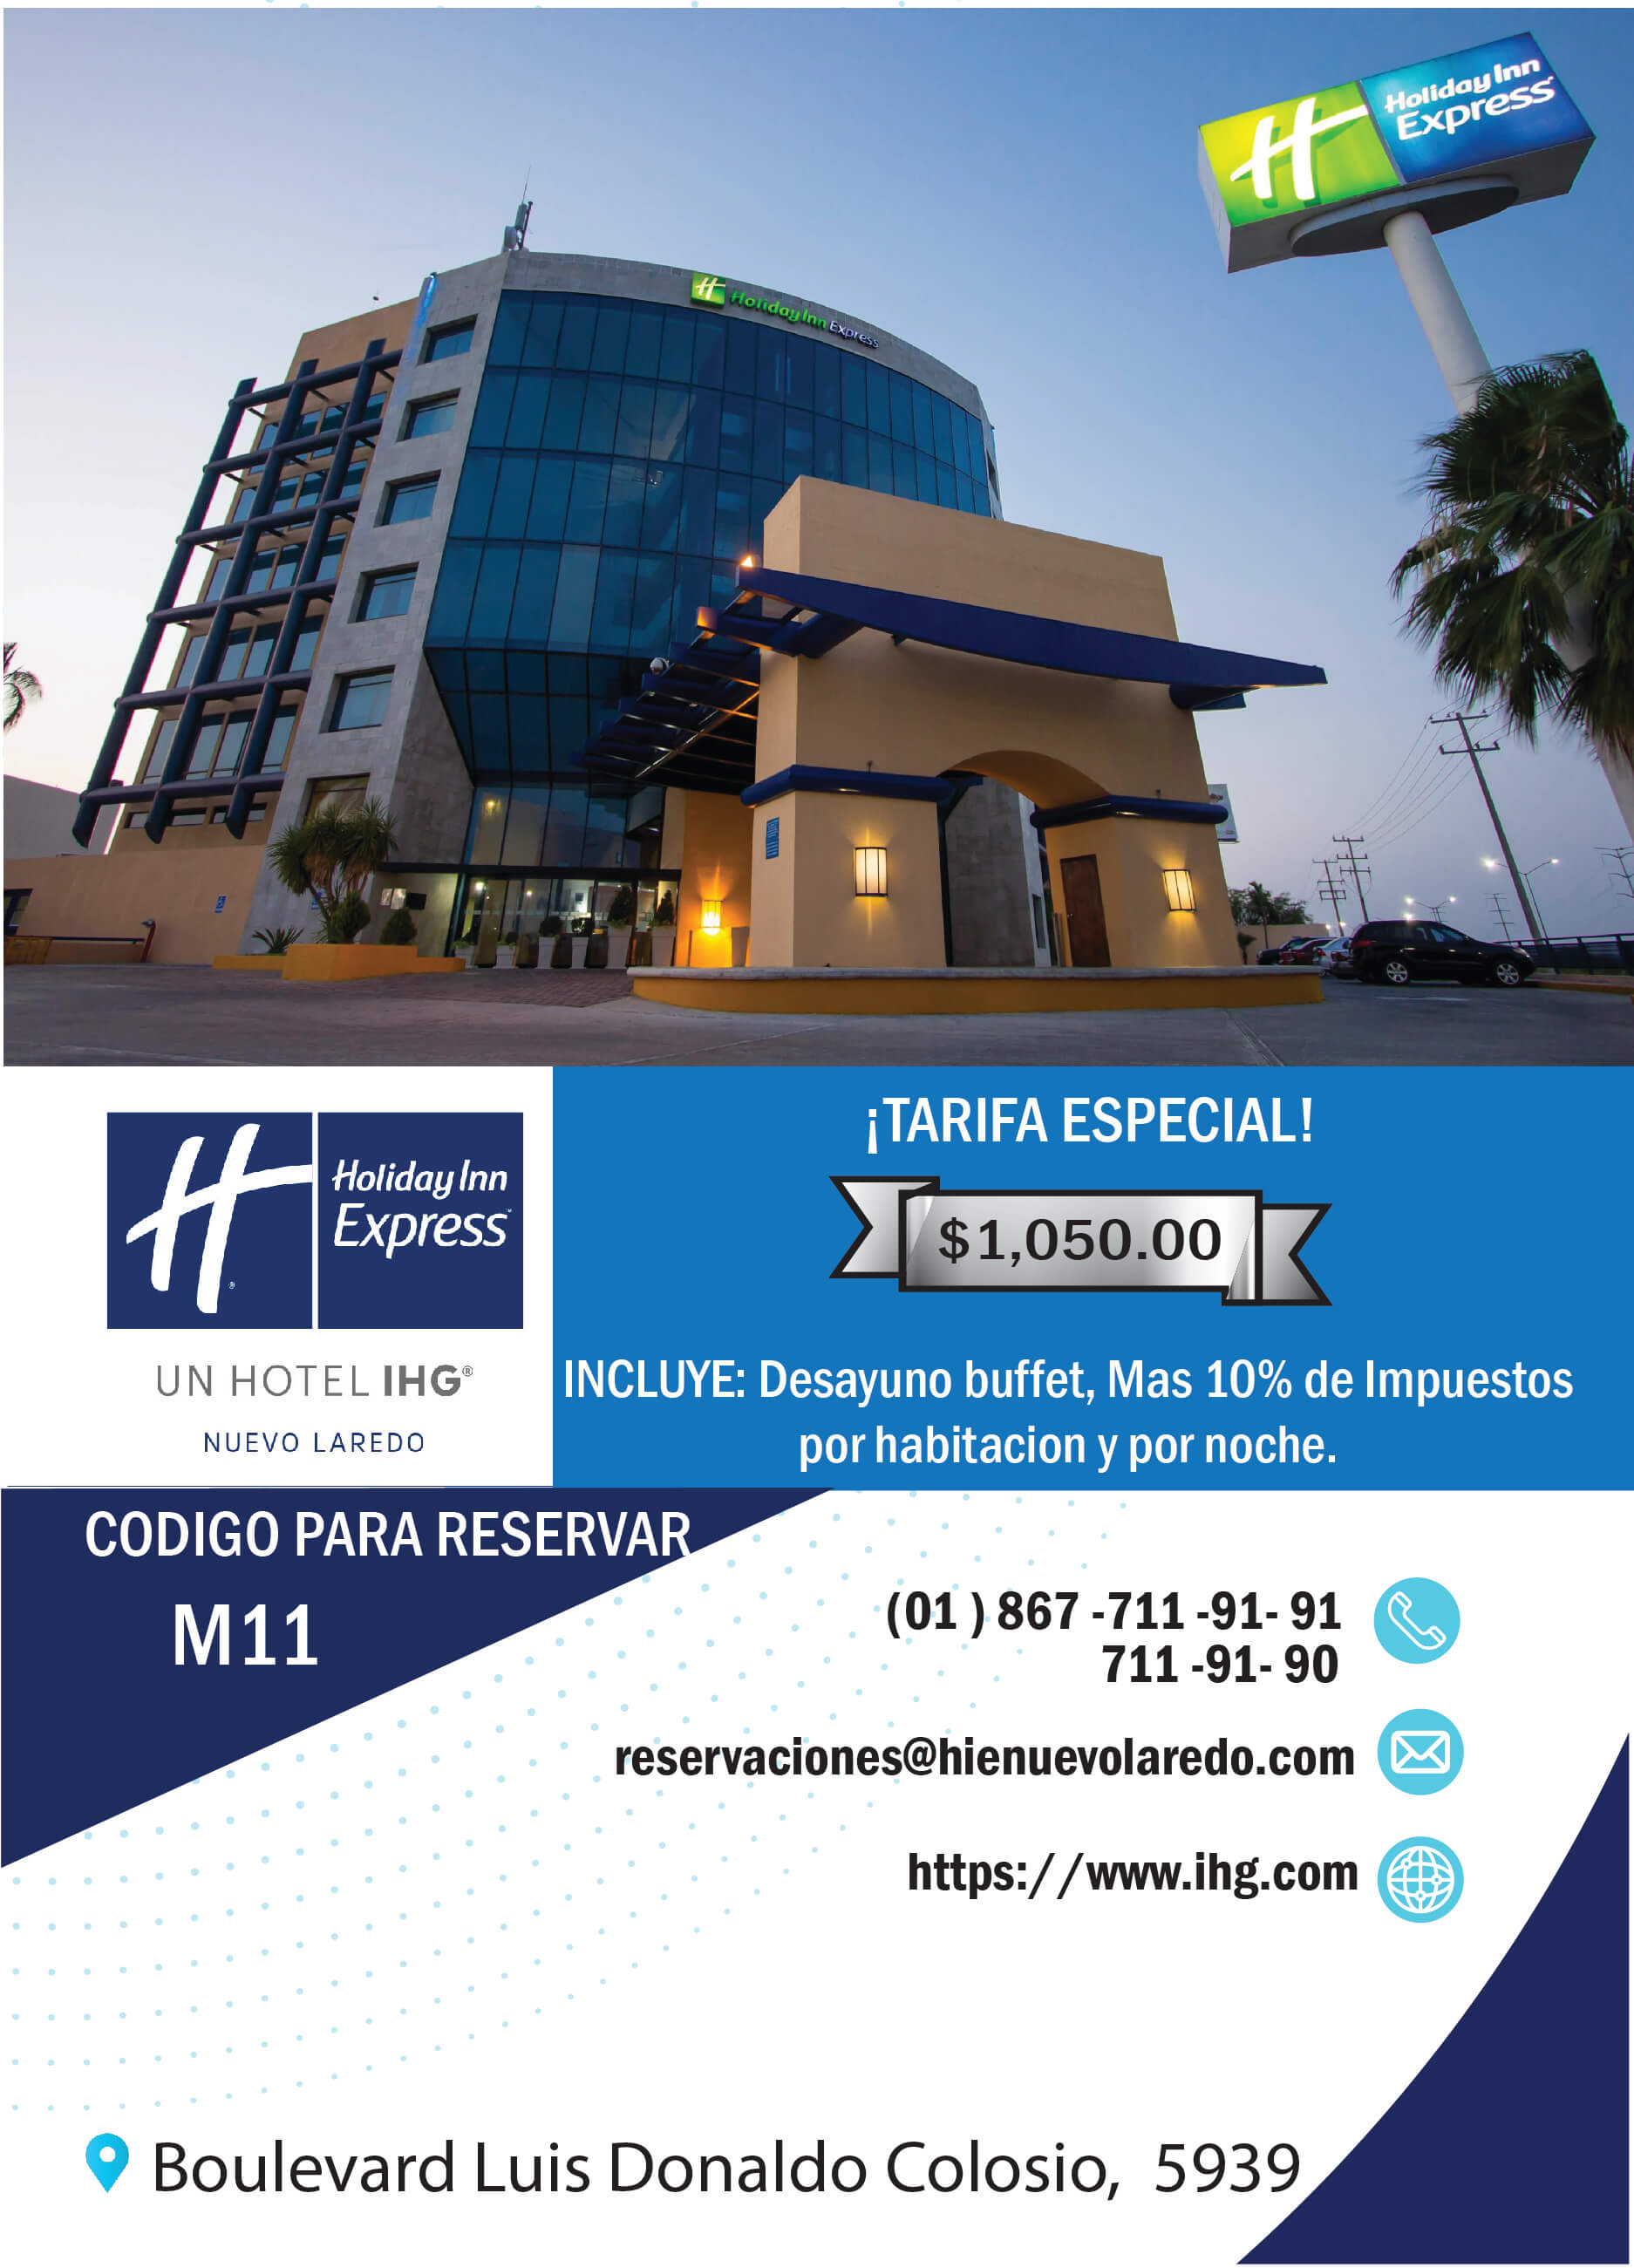 Holiday Inn
Express
Holiday Inn Express
Holiday Inn
Express
UN HOTEL IHG®
NUEVO LAREDO
¡TARIFA ESPECIAL!
$1,050.00
INCLUYE: Desayuno buffet, Mas 10% de Impuestos
por habitacion y por noche.
CODIGO PARA RESERVAR
M11
(01 ) 867 -711 -91- 91
711 -91- 90
reservaciones@hienuevolaredo.com
https://www.ihg.com
Boulevard Luis Donaldo Colosio, 5939